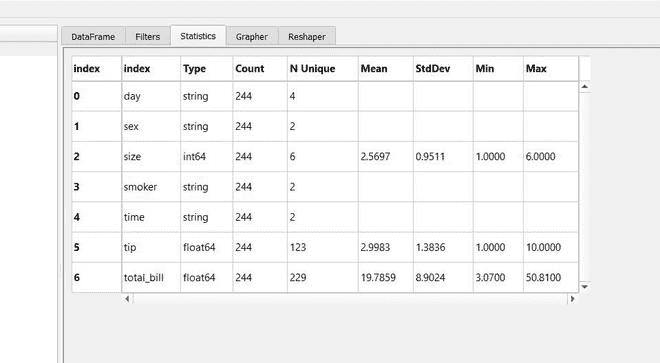 DataFrame Filters Statistics Grapher Reshaper
index index Type Count N Unique Mean StdDev Min Max
0 day string 244 4
1 sex string 244 2
2 size int64 244 6 2.5697 0.9511 1.0000 6.0000
3 smoker string 244 2
4 time string 244 2
5 tip float64 244 123 2.9983 1.3836 1.0000 10.0000
6 total_bill float64 244 229 19.7859 8.9024 3.0700 50.8100